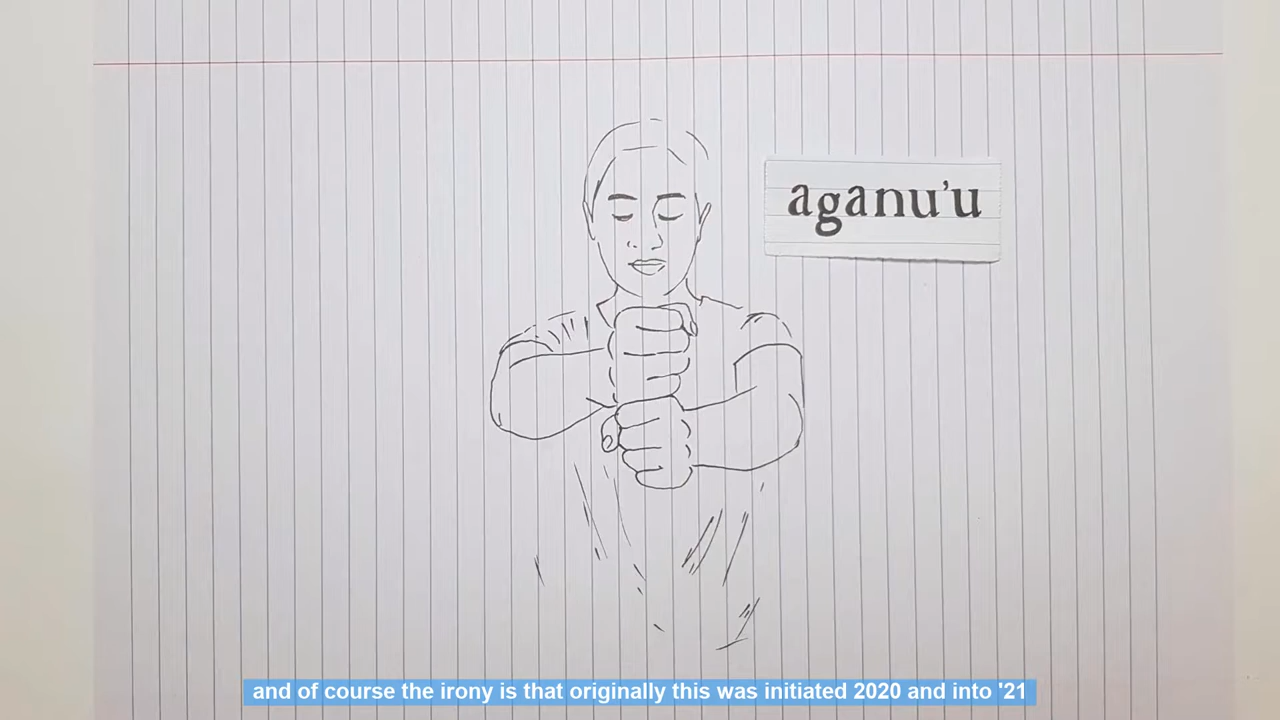 aganu'u
and of course the irony is that originally this was initiated 2020 and into '21